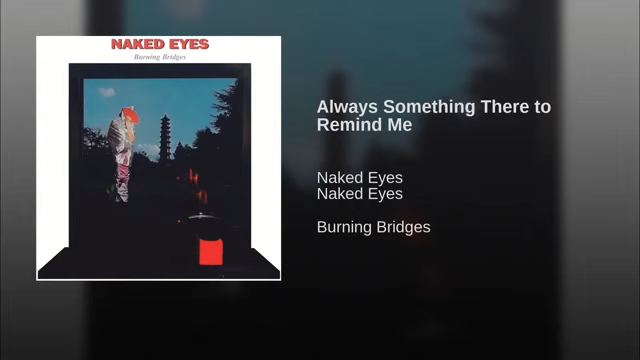 NAKED EYES
Burning Bridges
Always Something There to
Remind Me
Naked Eyes
Naked Eyes
Burning Bridges